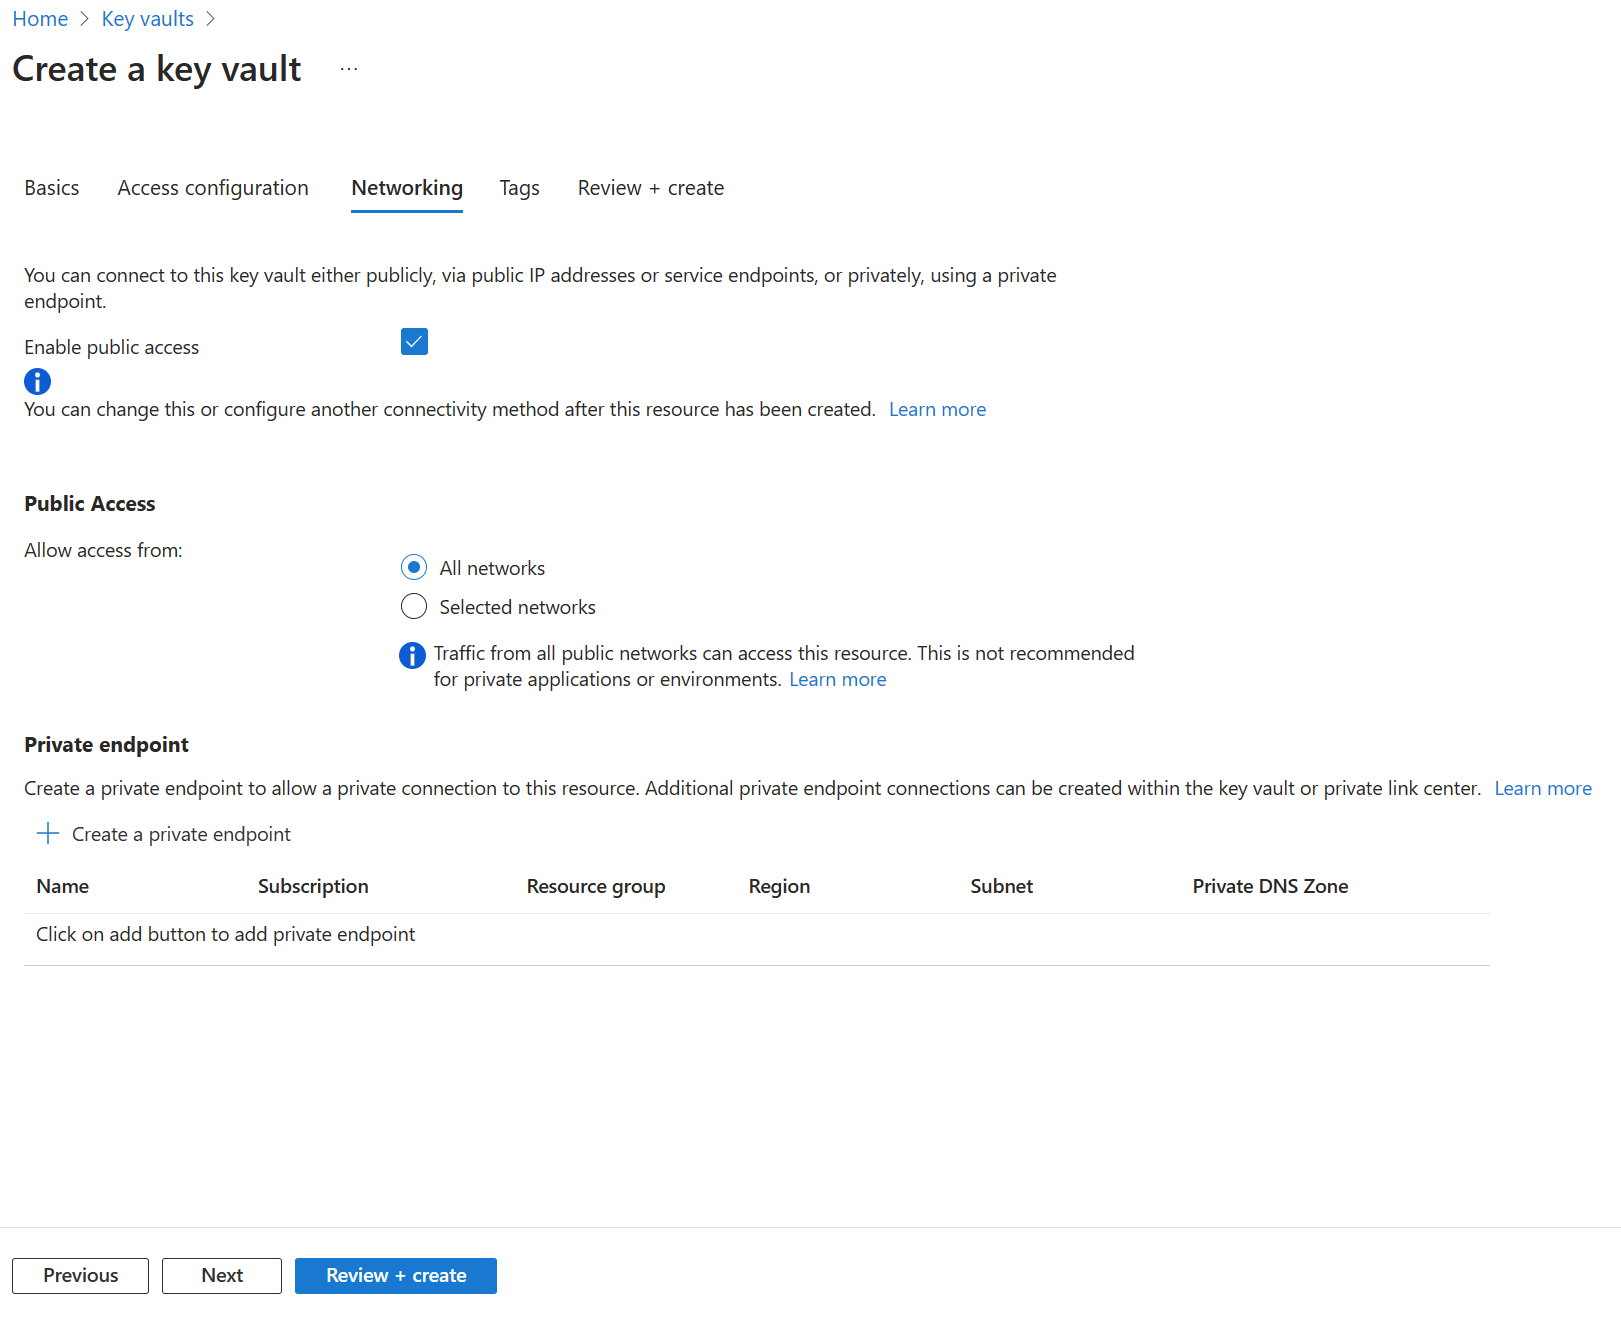 Home > Key vaults >
Create a key vault ...
Basics Access configuration Networking Tags Review + create
You can connect to this key vault either publicly, via public IP addresses or service endpoints, or privately, using a private
endpoint.
Enable public access
You can change this or configure another connectivity method after this resource has been created. Learn more
Public Access
Allow access from:
All networks
Selected networks
Traffic from all public networks can access this resource. This is not recommended
for private applications or environments. Learn more
Private endpoint
Create a private endpoint to allow a private connection to this resource. Additional private endpoint connections can be created within the key vault or private link center. Learn more
+ Create a private endpoint
Name Subscription Resource group Region Subnet Private DNS Zone
Click on add button to add private endpoint
Previous Next Review + create